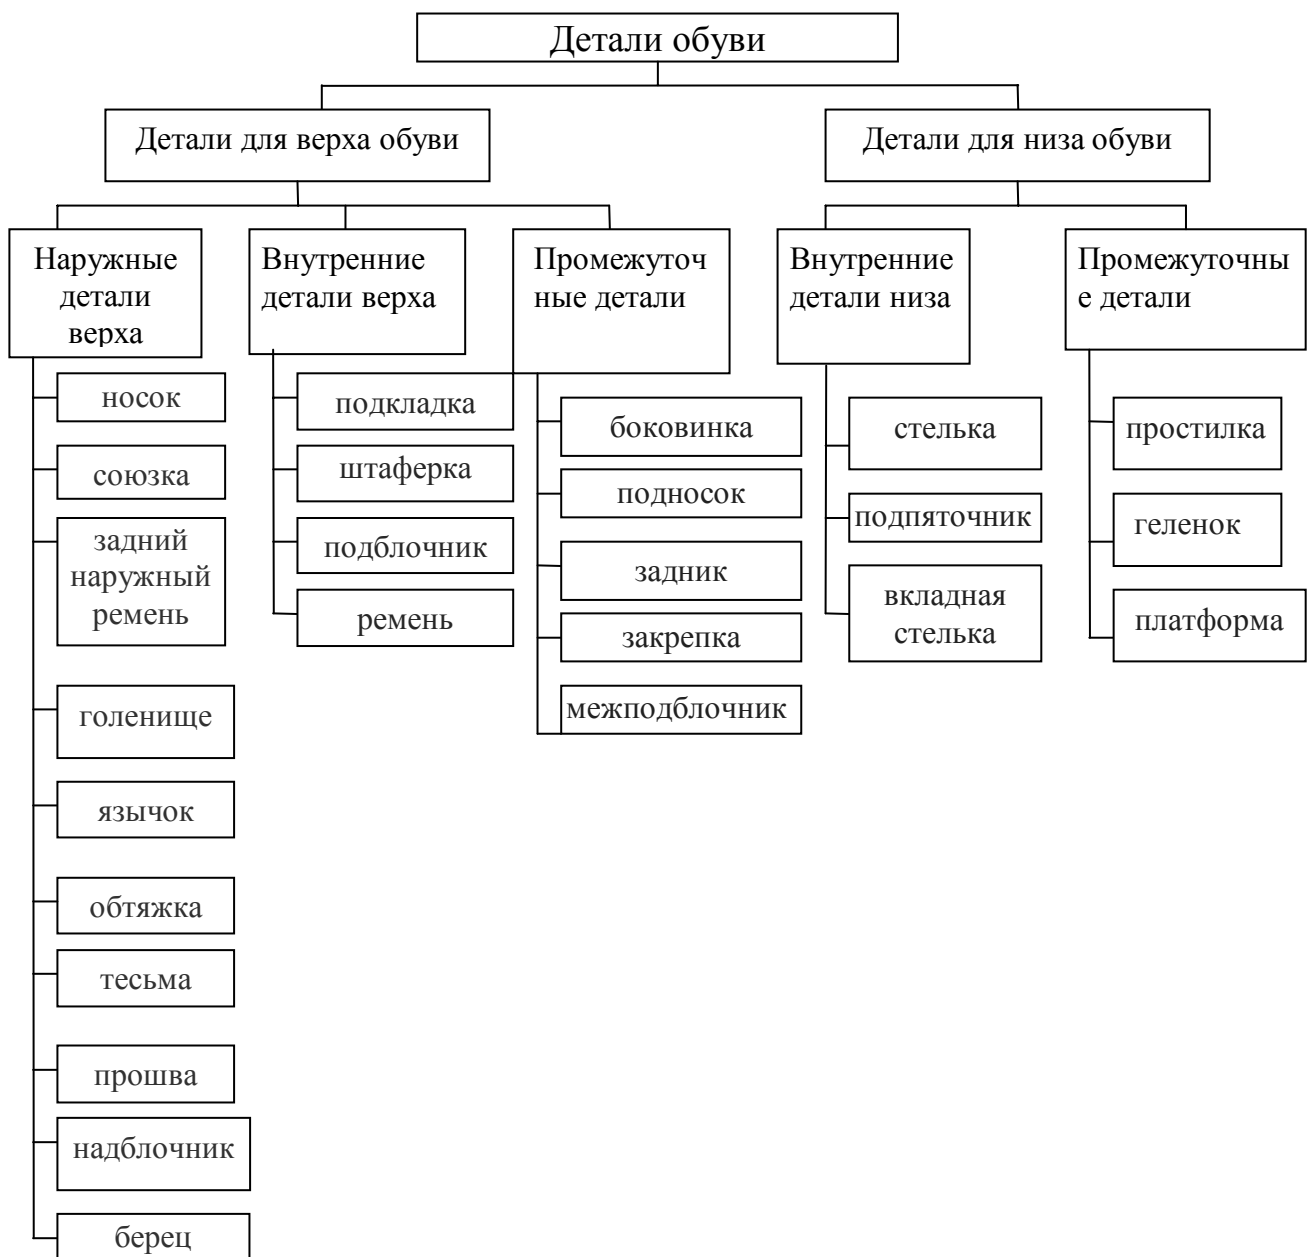 Детали обуви
Детали для верха обуви
Детали для низа обуви
Наружные
детали
верха
Внутренние
детали верха
Промежуточ
ные детали
Внутренние
детали низа
Промежуточны
е детали
носок
союзка
задний
наружный
ремень
голенище
язычок
обтяжка
тесьма
прошва
надблочник
берец
подкладка
штаферка
подблочник
ремень
боковинка
подносок
задник
закрепка
межподблочник
стелька
подпяточник
вкладная
стелька
простилка
геленок
платформа